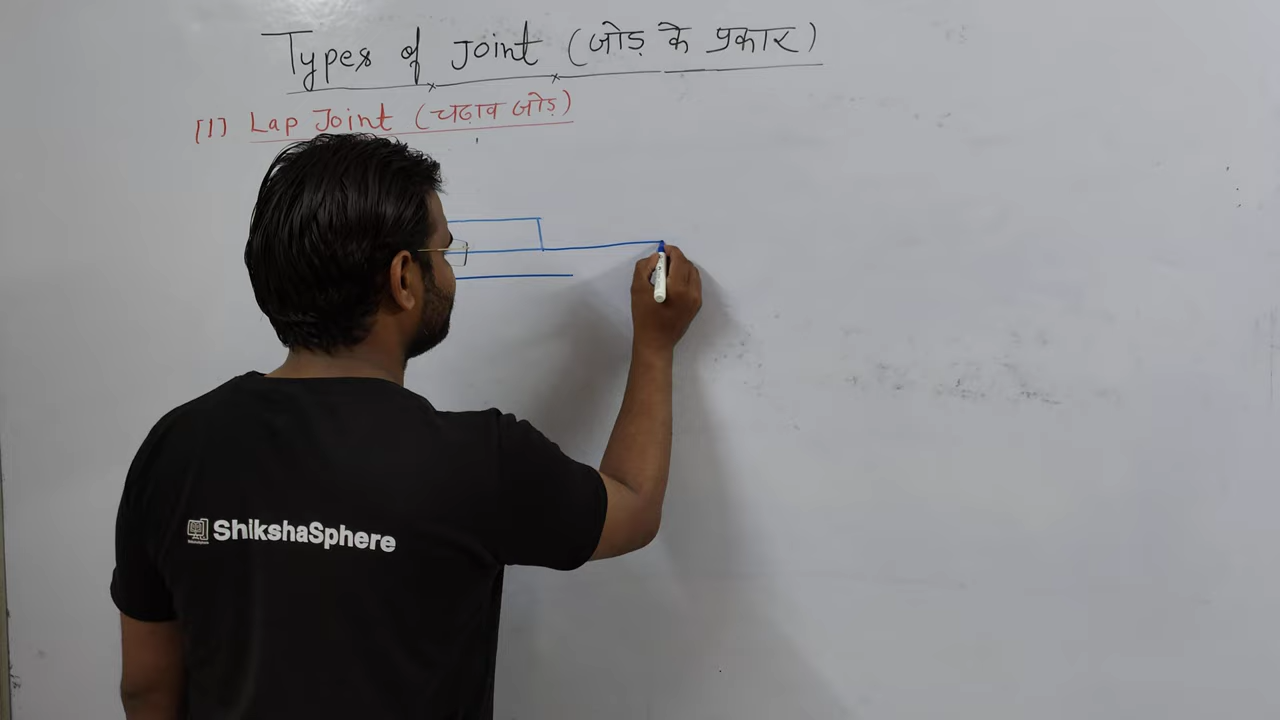 Types of Joint (जोड़ के प्रकार)
[1] Lap Joint (चढ़ाव जोड़)
ShikshaSphere